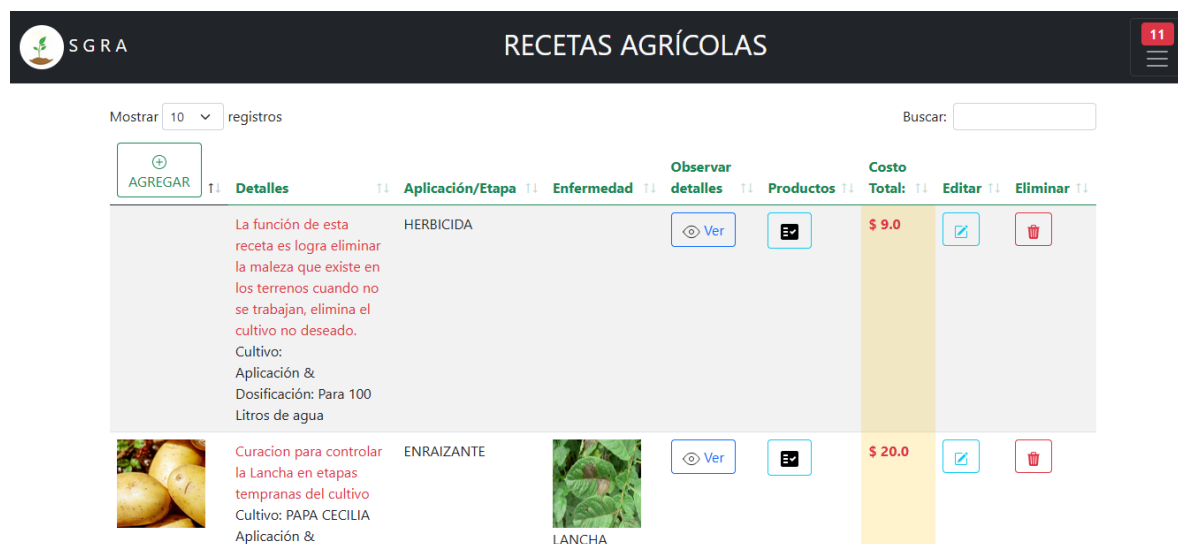 SGRA
RECETAS AGRÍCOLAS
11
Mostrar 10 registros
Buscar:
AGREGAR
Detalles
Aplicación/Etapa
Enfermedad
Observar
detalles
Productos
Costo
Total:
Editar
Eliminar
La función de esta
receta es logra eliminar
la maleza que existe en
los terrenos cuando no
se trabajan, elimina el
cultivo no deseado.
Cultivo:
Aplicación &
Dosificación: Para 100
Litros de agua
HERBICIDA
Ver
$ 9.0
Curacion para controlar
la Lancha en etapas
tempranas del cultivo
Cultivo: PAPA CECILIA
Aplicación &
ENRAIZANTE
LANCHA
Ver
$ 20.0